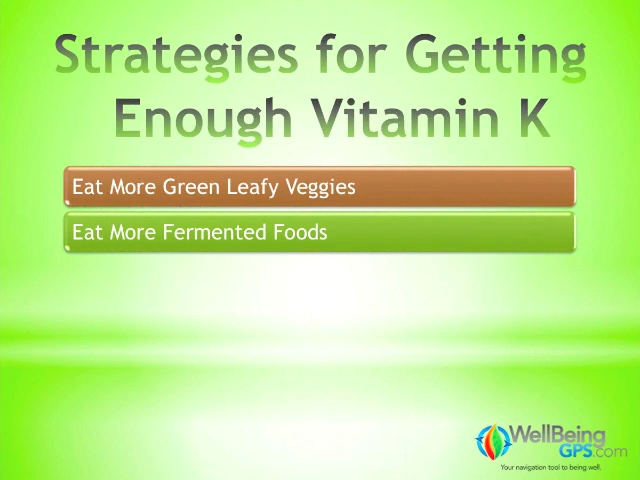 Strategies for Getting
Enough Vitamin K
Eat More Green Leafy Veggies
Eat More Fermented Foods
WellBeing
GPS.com
Your navigation tool to being well.